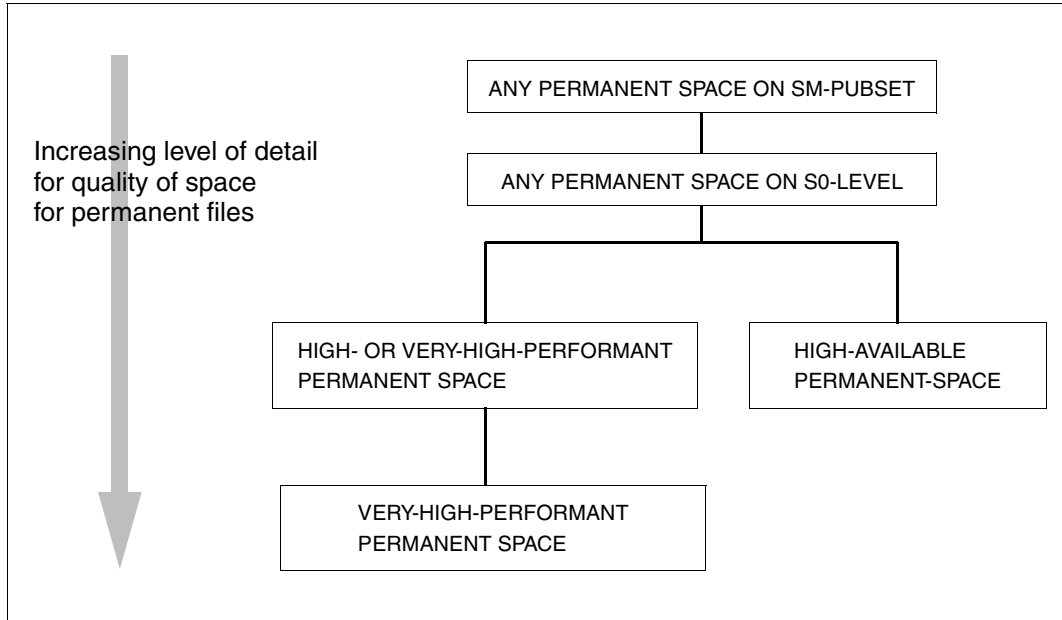 ANY PERMANENT SPACE ON SM-PUBSET
Increasing level of detail
for quality of space
for permanent files
ANY PERMANENT SPACE ON S0-LEVEL
HIGH- OR VERY-HIGH-PERFORMANT
PERMANENT SPACE
HIGH-AVAILABLE
PERMANENT-SPACE
VERY-HIGH-PERFORMANT
PERMANENT SPACE